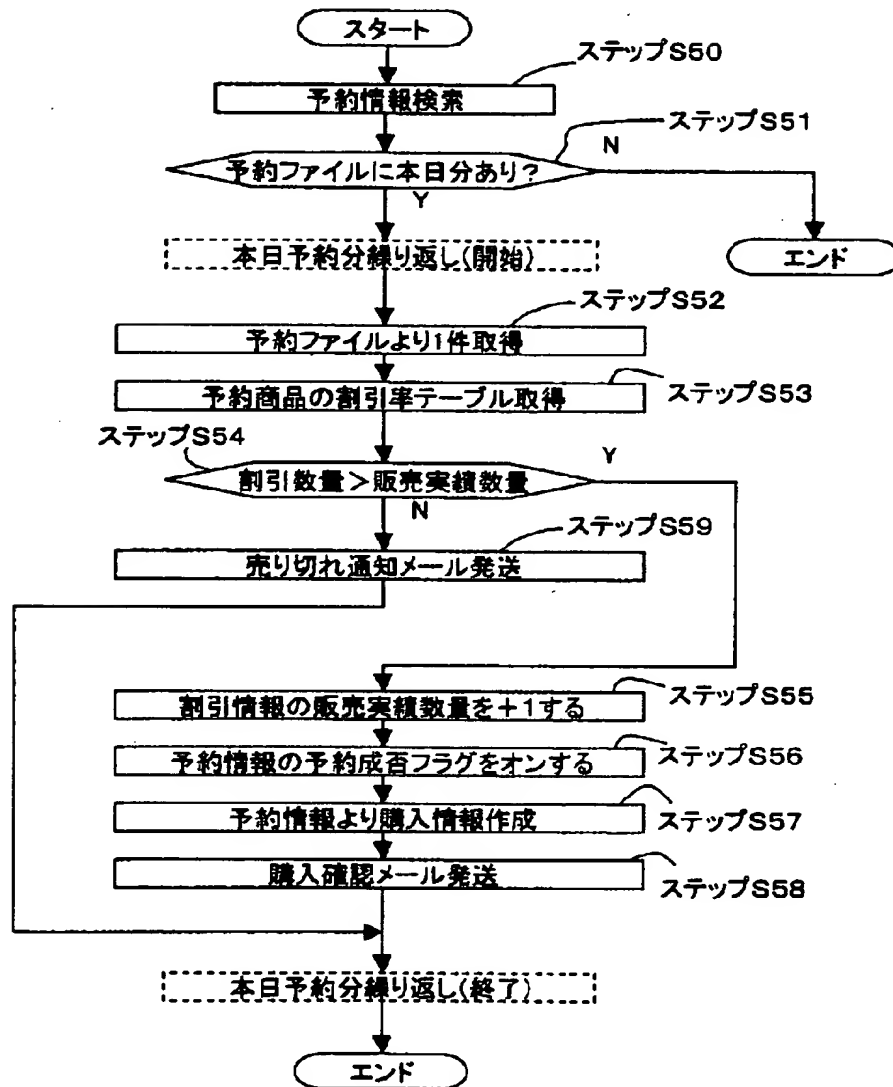 スタート
ステップS50
予約情報検索
ステップS51
予約ファイルに本日分あり?
N
Y
本日予約分繰り返し(開始)
エンド
ステップS52
予約ファイルより1件取得
予約商品の割引率テーブル取得
ステップS53
ステップS54
割引数量>販売実績数量
Y
N
ステップS59
売り切れ通知メール発送
割引情報の販売実績数量を+1する
ステップS55
予約情報の予約成否フラグをオンする
ステップS56
予約情報より購入情報作成
ステップS57
購入確認メール発送
ステップS58
本日予約分繰り返し(終了)
エンド